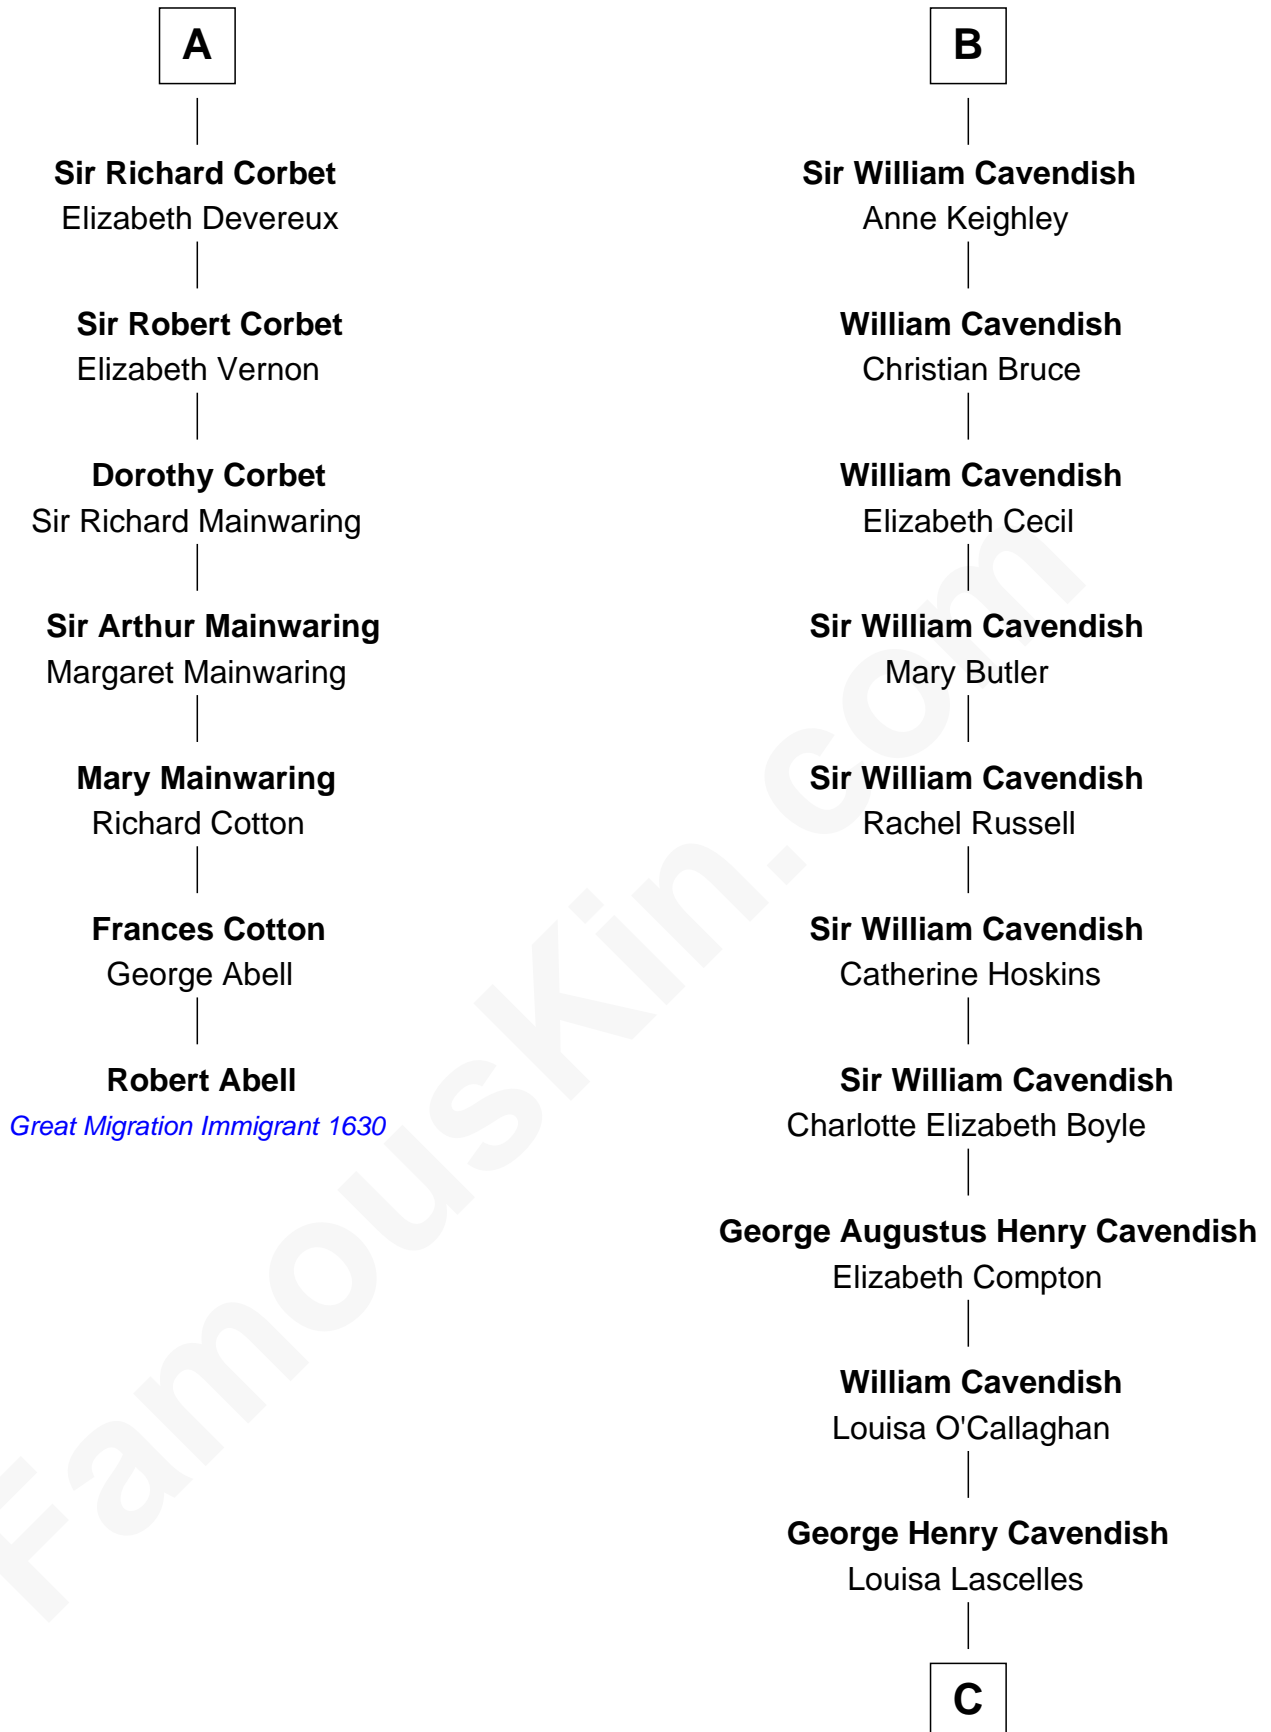 A
Sir Richard Corbet
Elizabeth Devereux
Sir Robert Corbet
Elizabeth Vernon
Dorothy Corbet
Sir Richard Mainwaring
Sir Arthur Mainwaring
Margaret Mainwaring
Mary Mainwaring
Richard Cotton
Frances Cotton
George Abell
Robert Abell
Great Migration Immigrant 1630
B
Sir William Cavendish
Anne Keighley
William Cavendish
Christian Bruce
William Cavendish
Elizabeth Cecil
Sir William Cavendish
Mary Butler
Sir William Cavendish
Rachel Russell
Sir William Cavendish
Catherine Hoskins
Sir William Cavendish
Charlotte Elizabeth Boyle
George Augustus Henry Cavendish
Elizabeth Compton
William Cavendish
Louisa O'Callaghan
George Henry Cavendish
Louisa Lascelles
C
FamousKin.com